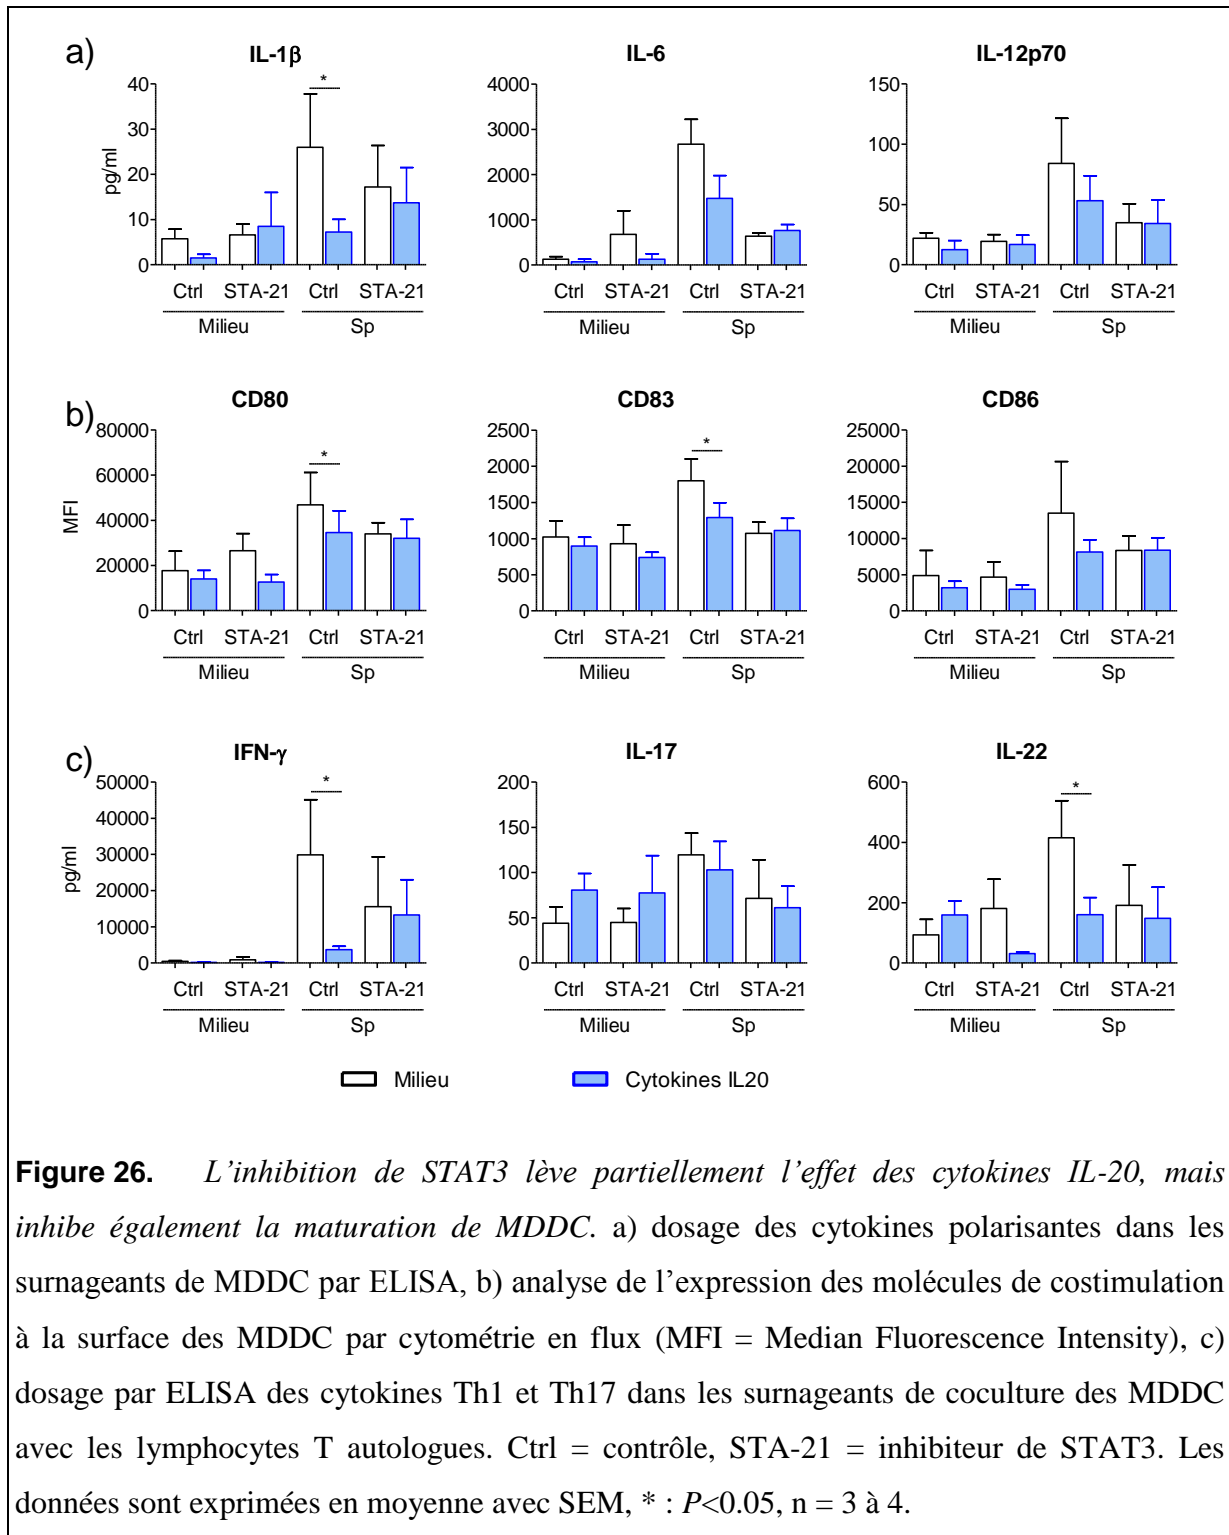 a)
IL-1β
IL-6
IL-12p70
pg/ml
40
30
20
10
0
Ctrl STA-21 Ctrl STA-21
Milieu Sp
*
4000
3000
2000
1000
0
Ctrl STA-21 Ctrl STA-21
Milieu Sp
150
100
50
0
Ctrl STA-21 Ctrl STA-21
Milieu Sp
b)
CD80
CD83
CD86
MFI
80000
60000
40000
20000
0
*
Ctrl STA-21 Ctrl STA-21
Milieu Sp
2500
2000
1500
1000
500
0
*
Ctrl STA-21 Ctrl STA-21
Milieu Sp
25000
20000
15000
10000
5000
0
Ctrl STA-21 Ctrl STA-21
Milieu Sp
c)
IFN-γ
IL-17
IL-22
pg/ml
50000
40000
30000
20000
10000
0
*
Ctrl STA-21 Ctrl STA-21
Milieu Sp
200
150
100
50
0
Ctrl STA-21 Ctrl STA-21
Milieu Sp
600
400
200
0
*
Ctrl STA-21 Ctrl STA-21
Milieu Sp
Milieu Cytokines IL20
Figure 26. L'inhibition de STAT3 lève partiellement l'effet des cytokines IL-20, mais
inhibe également la maturation de MDDC. a) dosage des cytokines polarisantes dans les
surnageants de MDDC par ELISA, b) analyse de l'expression des molécules de costimulation
à la surface des MDDC par cytométrie en flux (MFI = Median Fluorescence Intensity), c)
dosage par ELISA des cytokines Th1 et Th17 dans les surnageants de coculture des MDDC
avec les lymphocytes T autologues. Ctrl = contrôle, STA-21 = inhibiteur de STAT3. Les
données sont exprimées en moyenne avec SEM, * : P<0.05, n = 3 à 4.